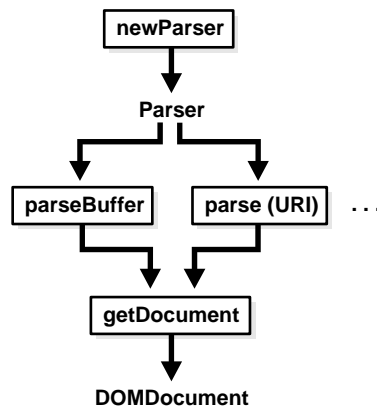 newParser
Parser
parseBuffer
parse (URI)
...
getDocument
DOMDocument